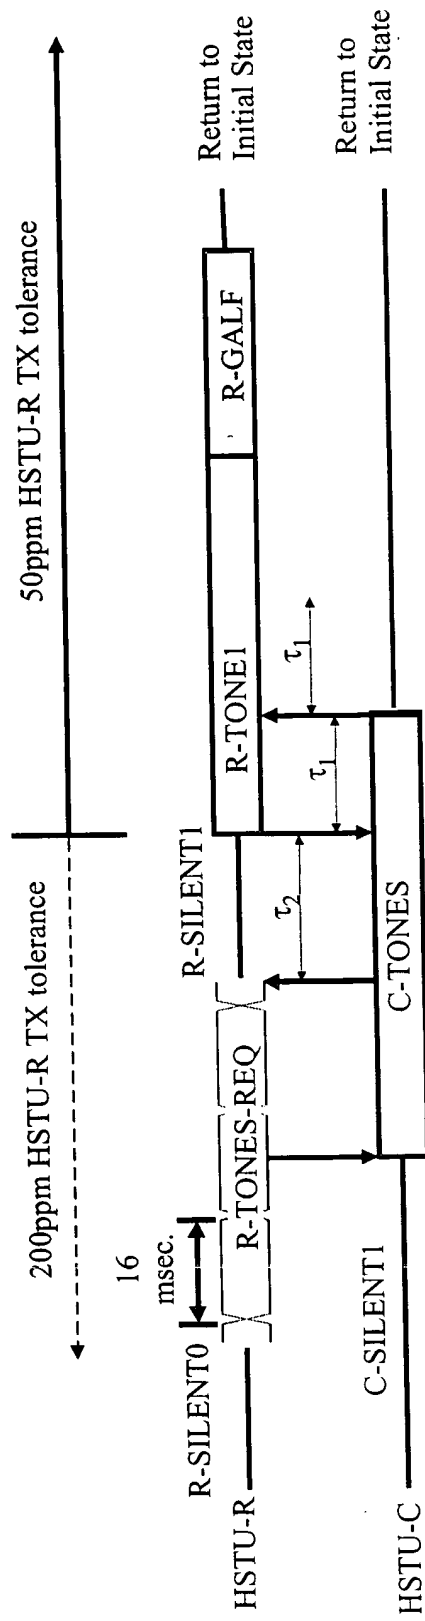 200ppm HSTU-R TX tolerance
50ppm HSTU-R TX tolerance
16
msec.
R-SILENT0
R-TONES-REQ
R-SILENT1
R-TONE1
R-GALF
Return to
Initial State
HSTU-R
τ2
τ1
τ1
C-SILENT1
C-TONES
Return to
Initial State
HSTU-C